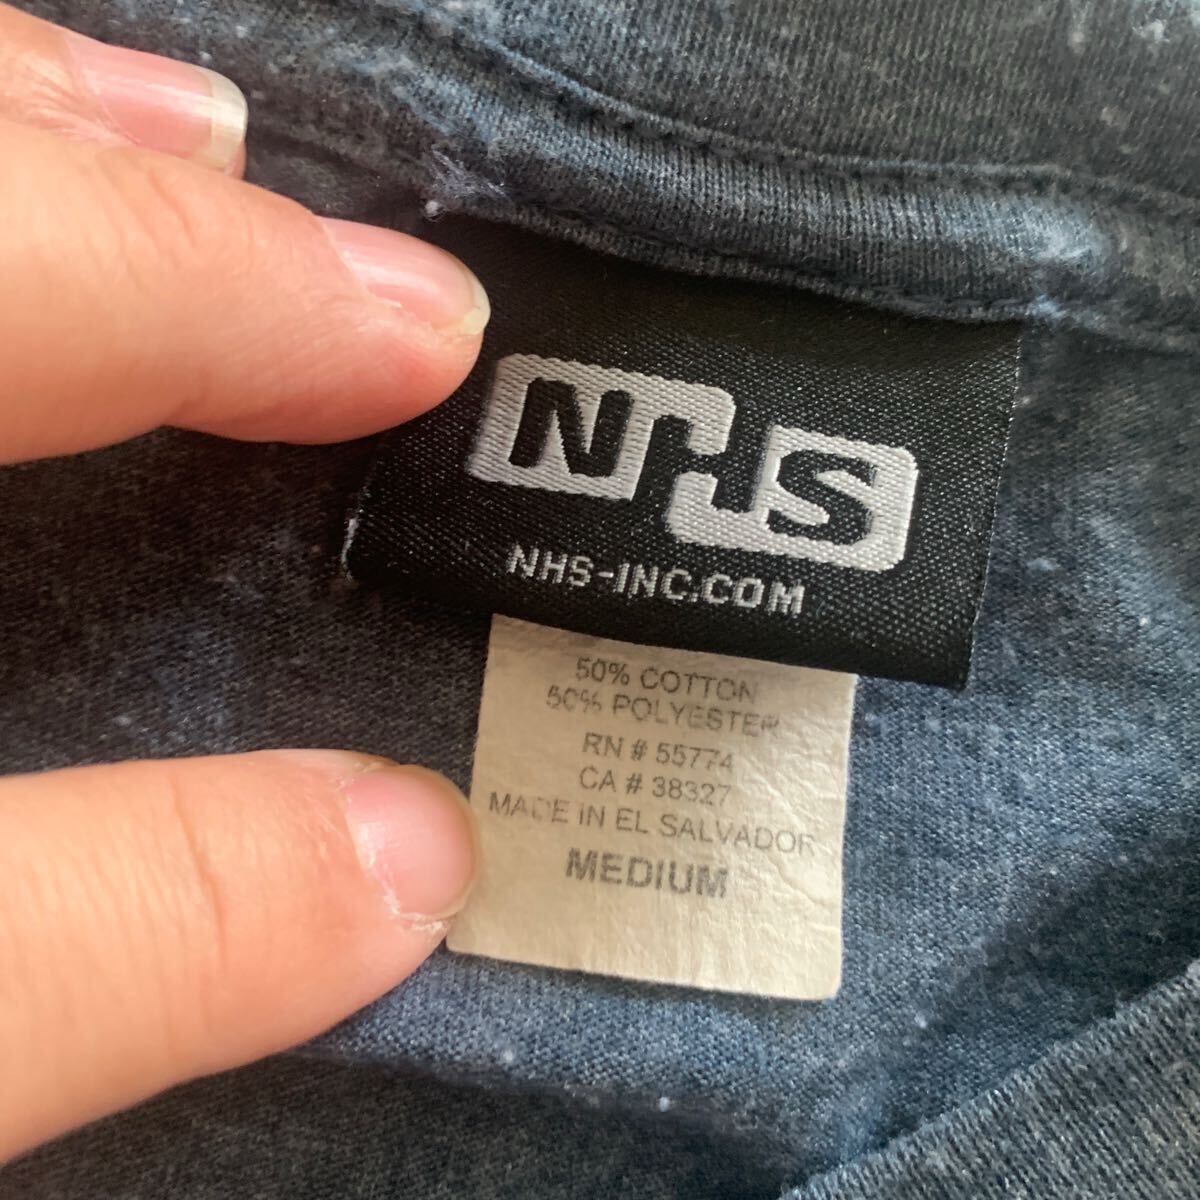 NHS
NHS-INC.COM
50% COTTON
50% POLYESTER
RN # 55774
CA # 38327
MADE IN EL SALVADOR
MEDIUM